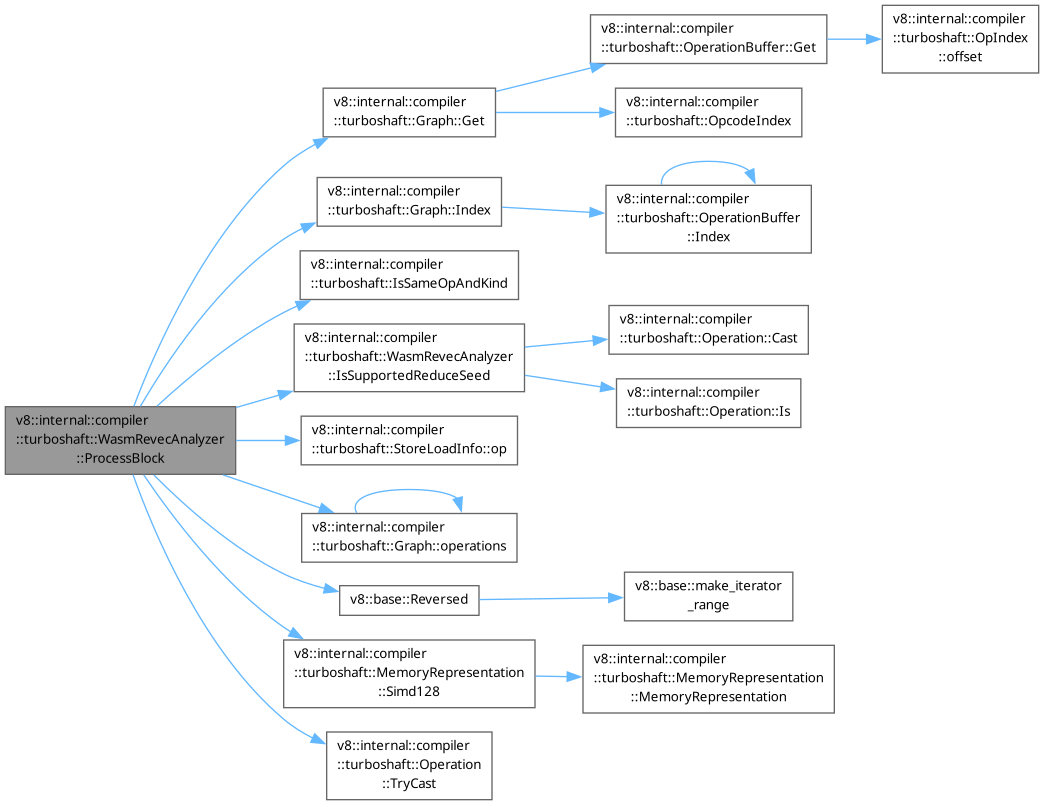 v8::internal::compiler
::turboshaft::WasmRevecAnalyzer
::ProcessBlock
v8::internal::compiler
::turboshaft::Graph::Get
v8::internal::compiler
::turboshaft::OperationBuffer::Get
v8::internal::compiler
::turboshaft::OpIndex
::offset
v8::internal::compiler
::turboshaft::OpcodeIndex
v8::internal::compiler
::turboshaft::Graph::Index
v8::internal::compiler
::turboshaft::OperationBuffer
::Index
v8::internal::compiler
::turboshaft::IsSameOpAndKind
v8::internal::compiler
::turboshaft::WasmRevecAnalyzer
::IsSupportedReduceSeed
v8::internal::compiler
::turboshaft::Operation::Cast
v8::internal::compiler
::turboshaft::Operation::Is
v8::internal::compiler
::turboshaft::StoreLoadInfo::op
v8::internal::compiler
::turboshaft::Graph::operations
v8::base::Reversed
v8::base::make_iterator
_range
v8::internal::compiler
::turboshaft::MemoryRepresentation
::Simd128
v8::internal::compiler
::turboshaft::MemoryRepresentation
::MemoryRepresentation
v8::internal::compiler
::turboshaft::Operation
::TryCast